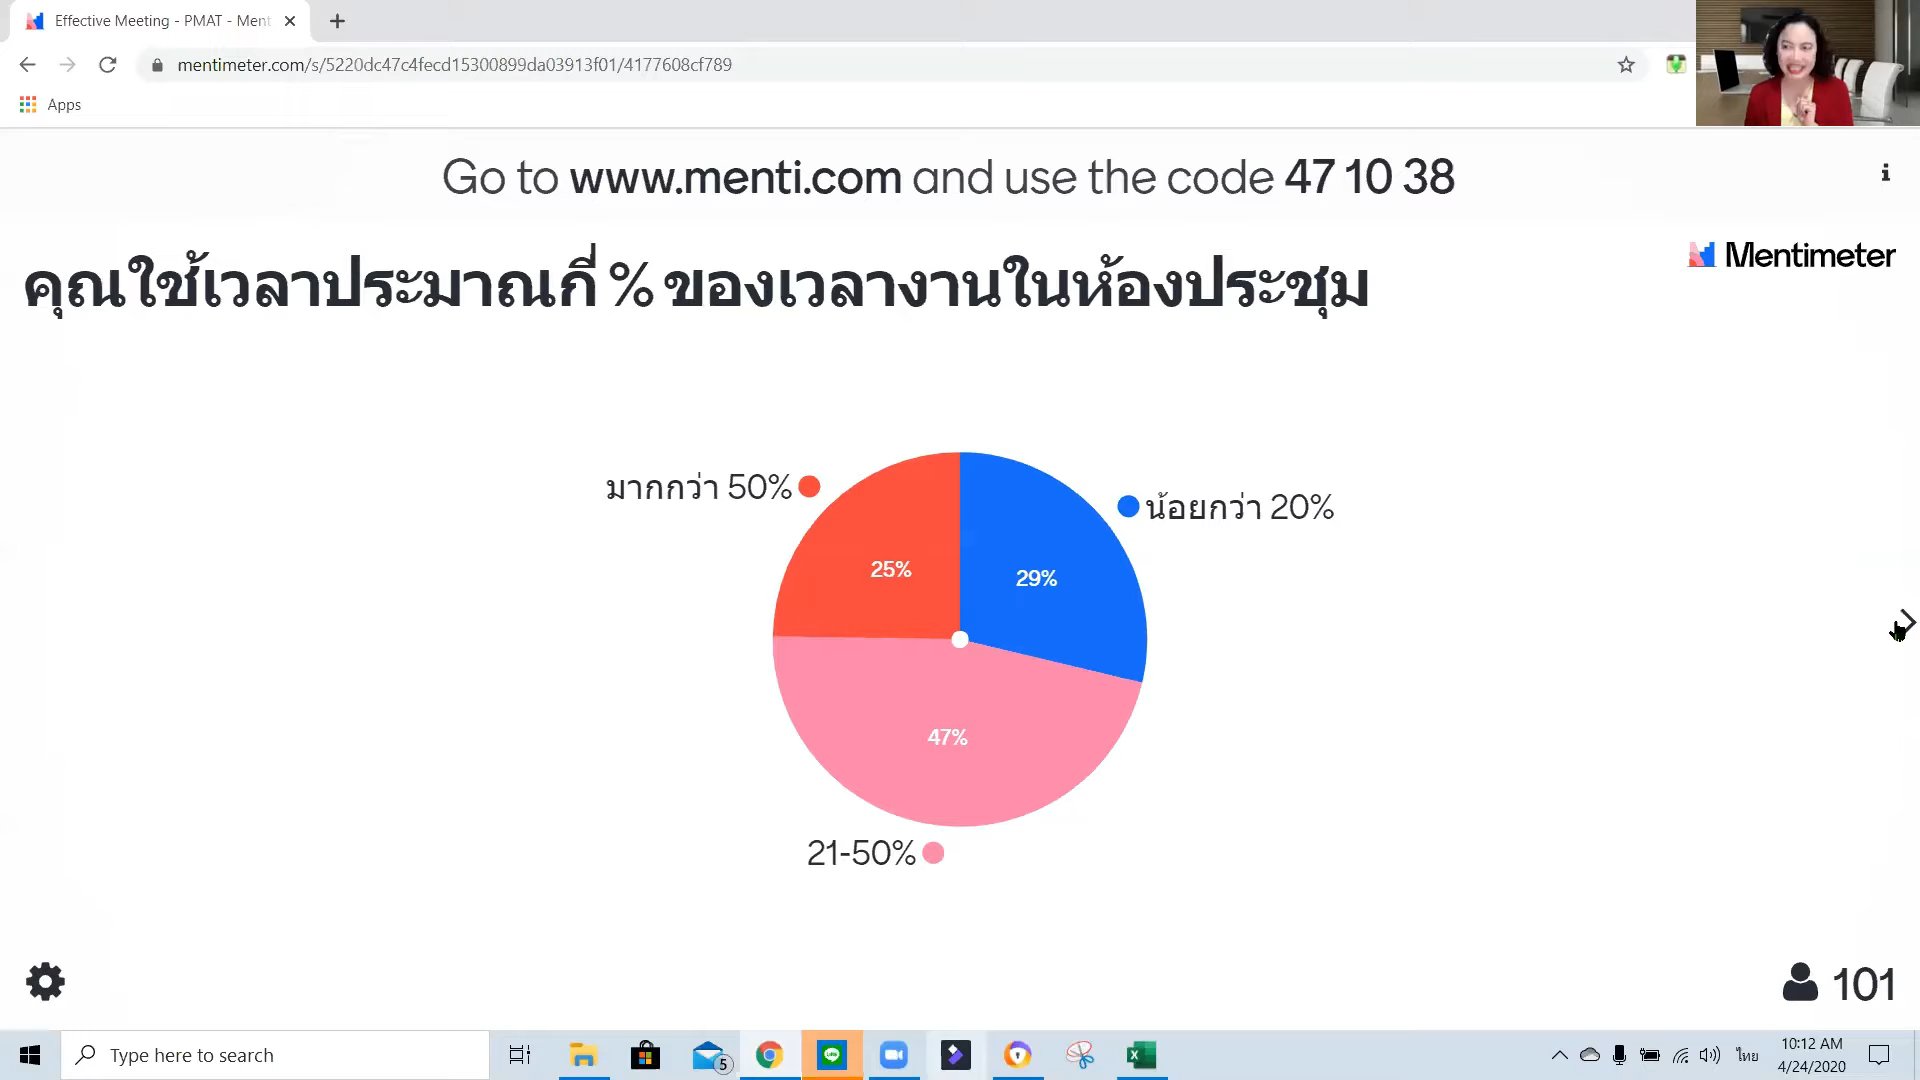 Effective Meeting - PMAT - Ment
mentimeter.com/s/5220dc47c4fecd15300899da03913f01/4177608cf789
Apps
Go to www.menti.com and use the code 47 10 38
Mentimeter
คุณใช้เวลาประมาณกี่ % ของเวลางานในห้องประชุม
มากกว่า 50%
น้อยกว่า 20%
25%
29%
47%
21-50%
101
Type here to search
5
ไทย
10:12 AM
4/24/2020